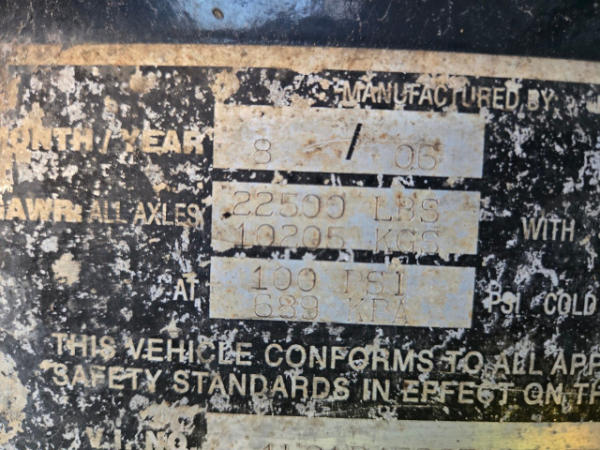 MANUFACTURED BY
MONTH / YEAR 8 / 06
GAWR: ALL AXLES 22500 LBS WITH
10205 KGS
AT 100 PSI PSI COLD
689 KPA
THIS VEHICLE CONFORMS TO ALL APP
SAFETY STANDARDS IN EFFECT ON TH
V.I. NO.